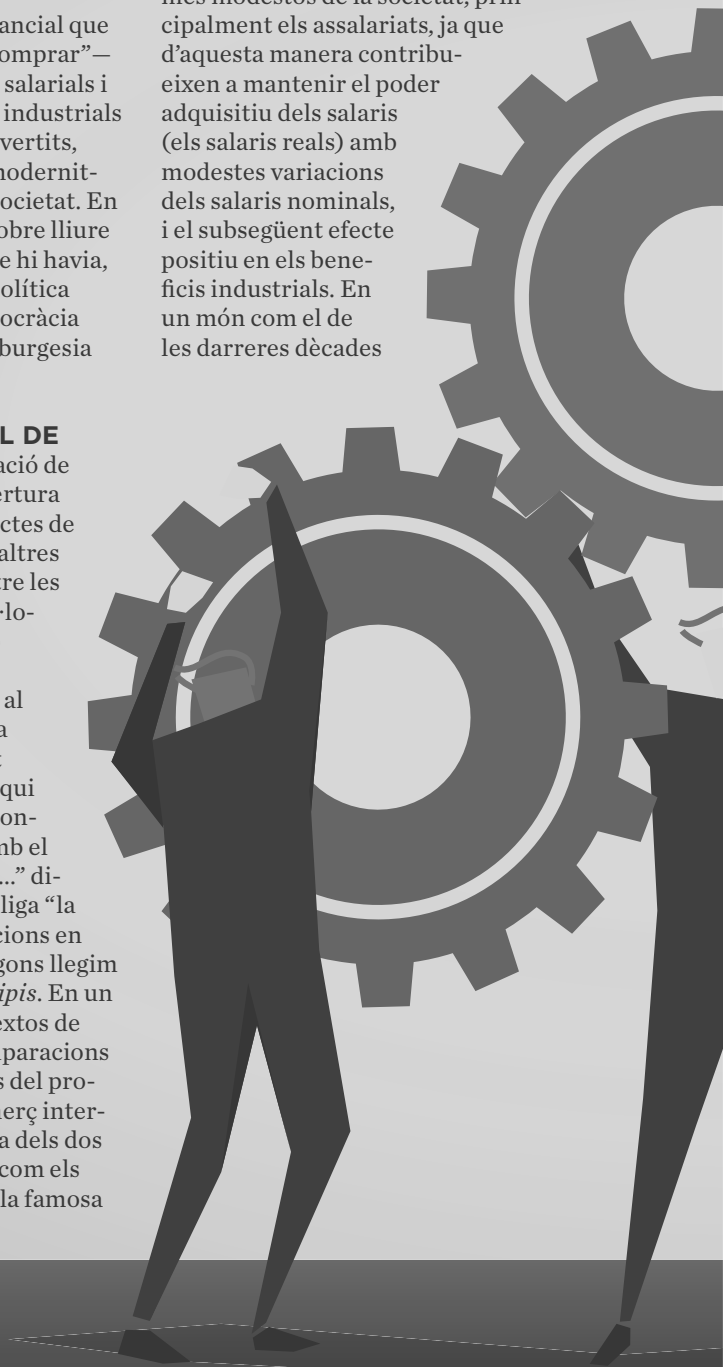 ancial que
omprar”—
salarials i
industrials
vertits,
modernit-
ocietat. En
obre lliure
e hi havia,
olítica
ocràcia
burgesia
L DE
ació de
ertura
ctes de
altres
tre les
·lo-
al
a
qui
on-
mb el
...” di-
liga “la
cions en
gons llegim
ipis. En un
extos de
paracions
s del pro-
erç inter-
a dels dos
com els
la famosa
més modestos de la societat, prin-
cipalment els assalariats, ja que
d’aquesta manera contribu-
eixen a mantenir el poder
adquisitiu dels salaris
(els salaris reals) amb
modestes variacions
dels salaris nominals,
i el subsegüent efecte
positiu en els bene-
ficis industrials. En
un món com el de
les darreres dècades